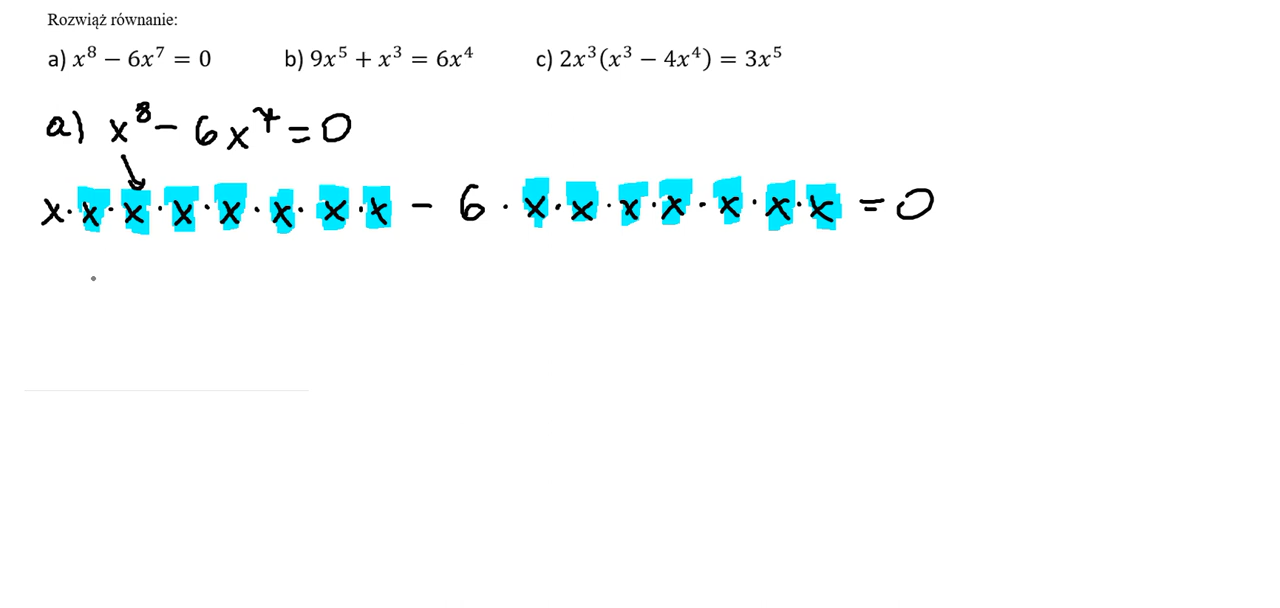 Rozwiąż równanie:
a) x⁸ − 6x⁷ = 0 b) 9x⁵ + x³ = 6x⁴ c) 2x³(x³ − 4x⁴) = 3x⁵
a) x⁸ − 6x⁷ = 0
x·x·x·x·x·x·x·x − 6·x·x·x·x·x·x·x = 0